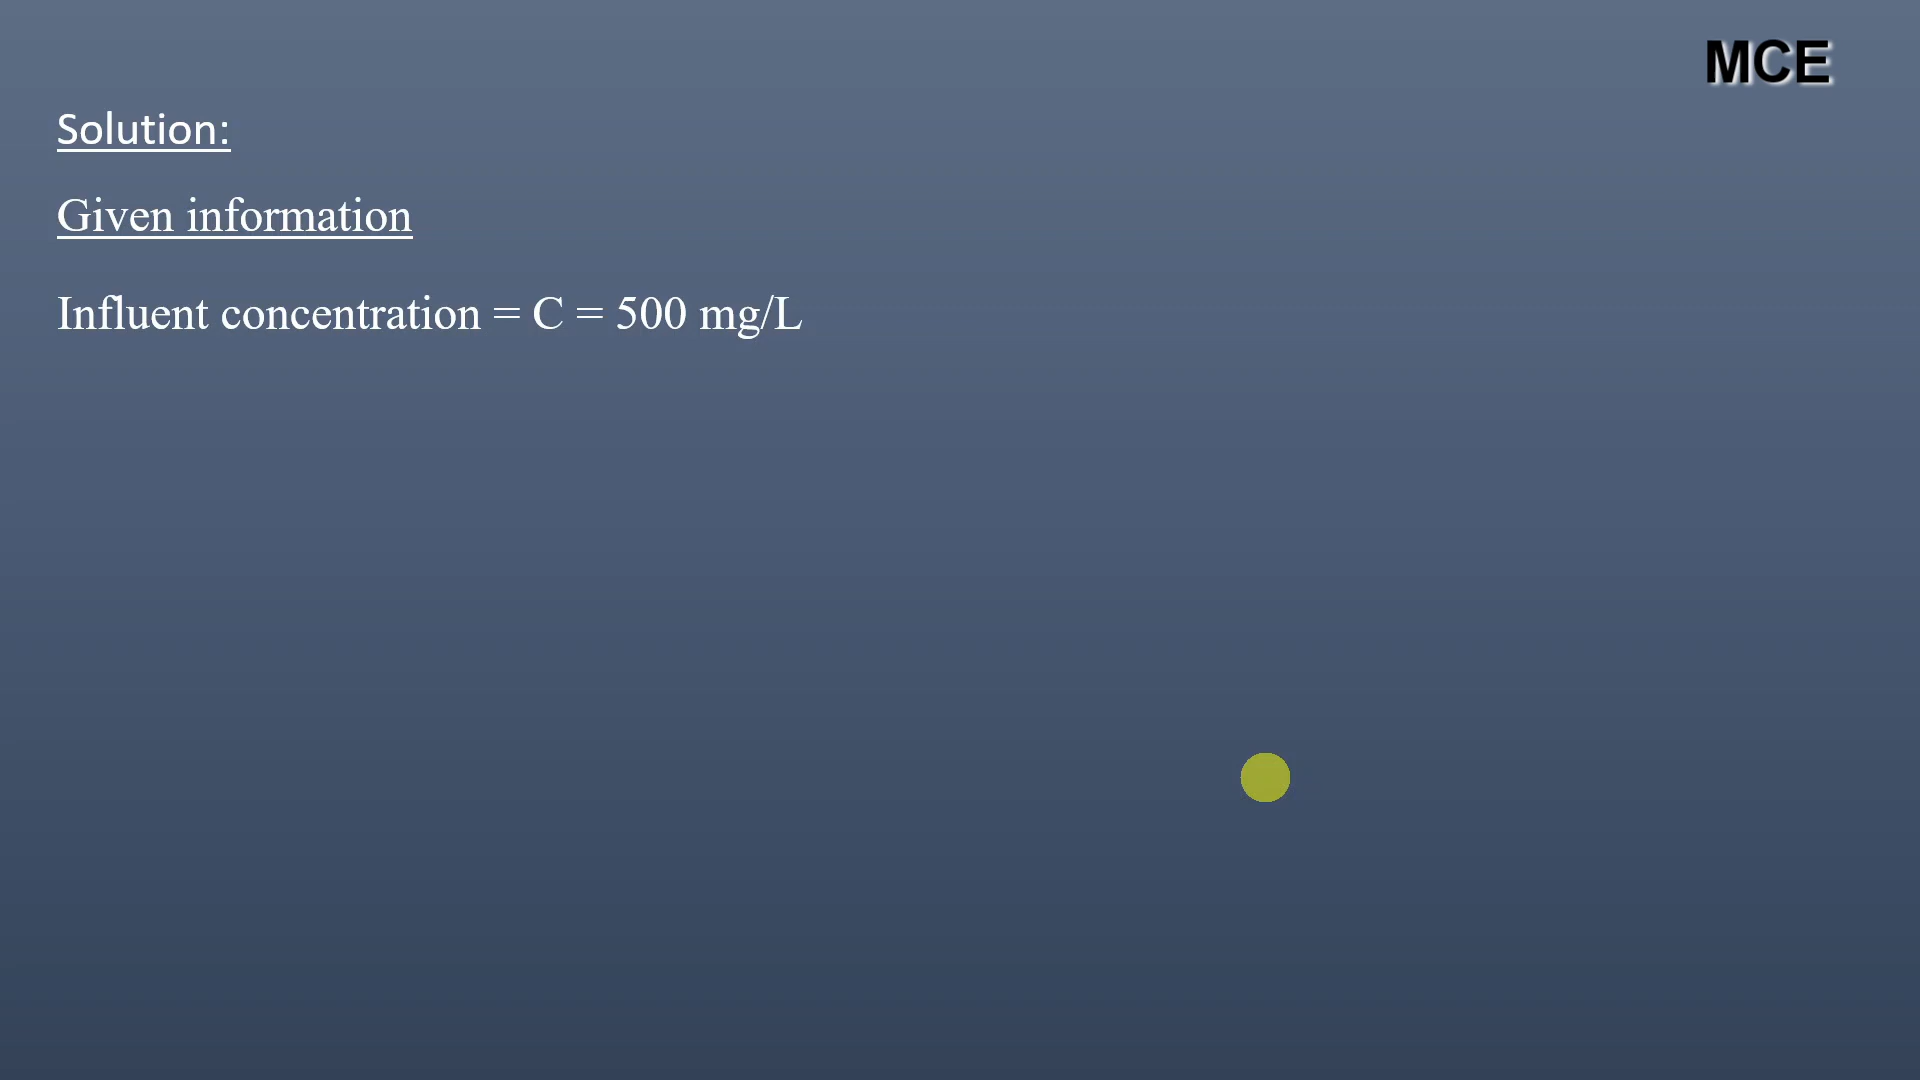 MCE
Solution:
Given information
Influent concentration = C = 500 mg/L